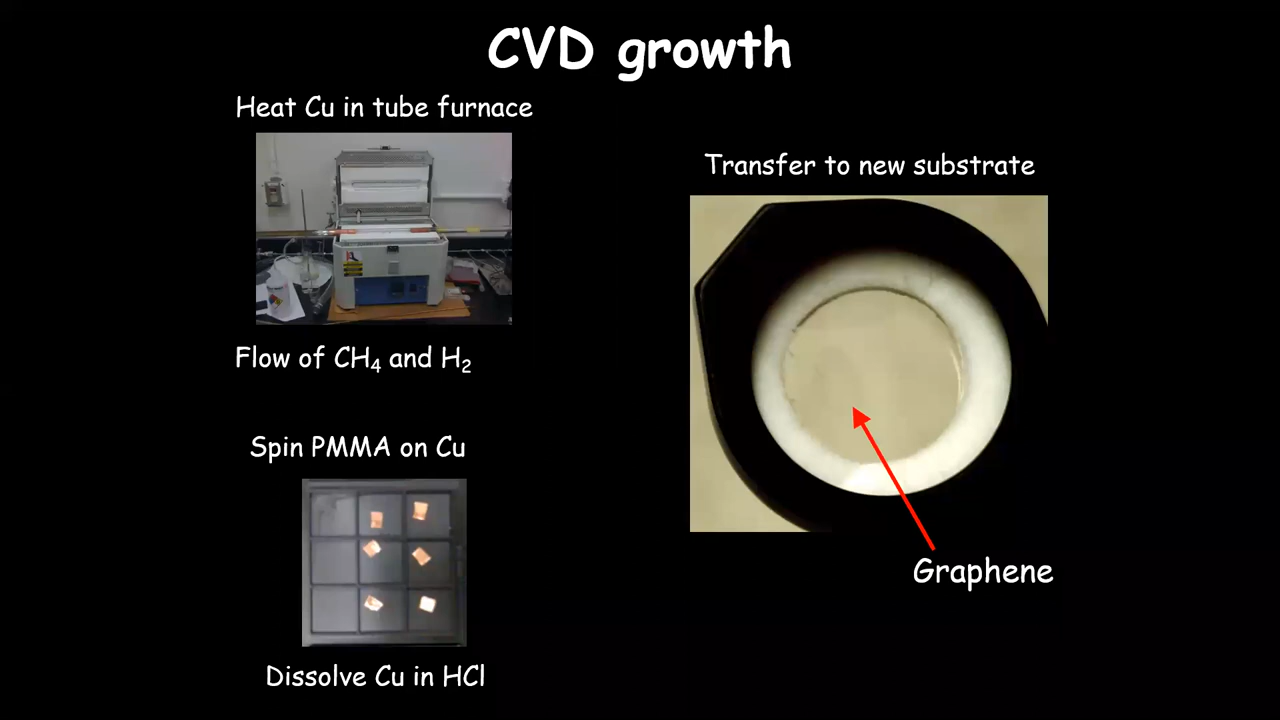 CVD growth
Heat Cu in tube furnace
Flow of CH₄ and H₂
Spin PMMA on Cu
Dissolve Cu in HCl
Transfer to new substrate
Graphene